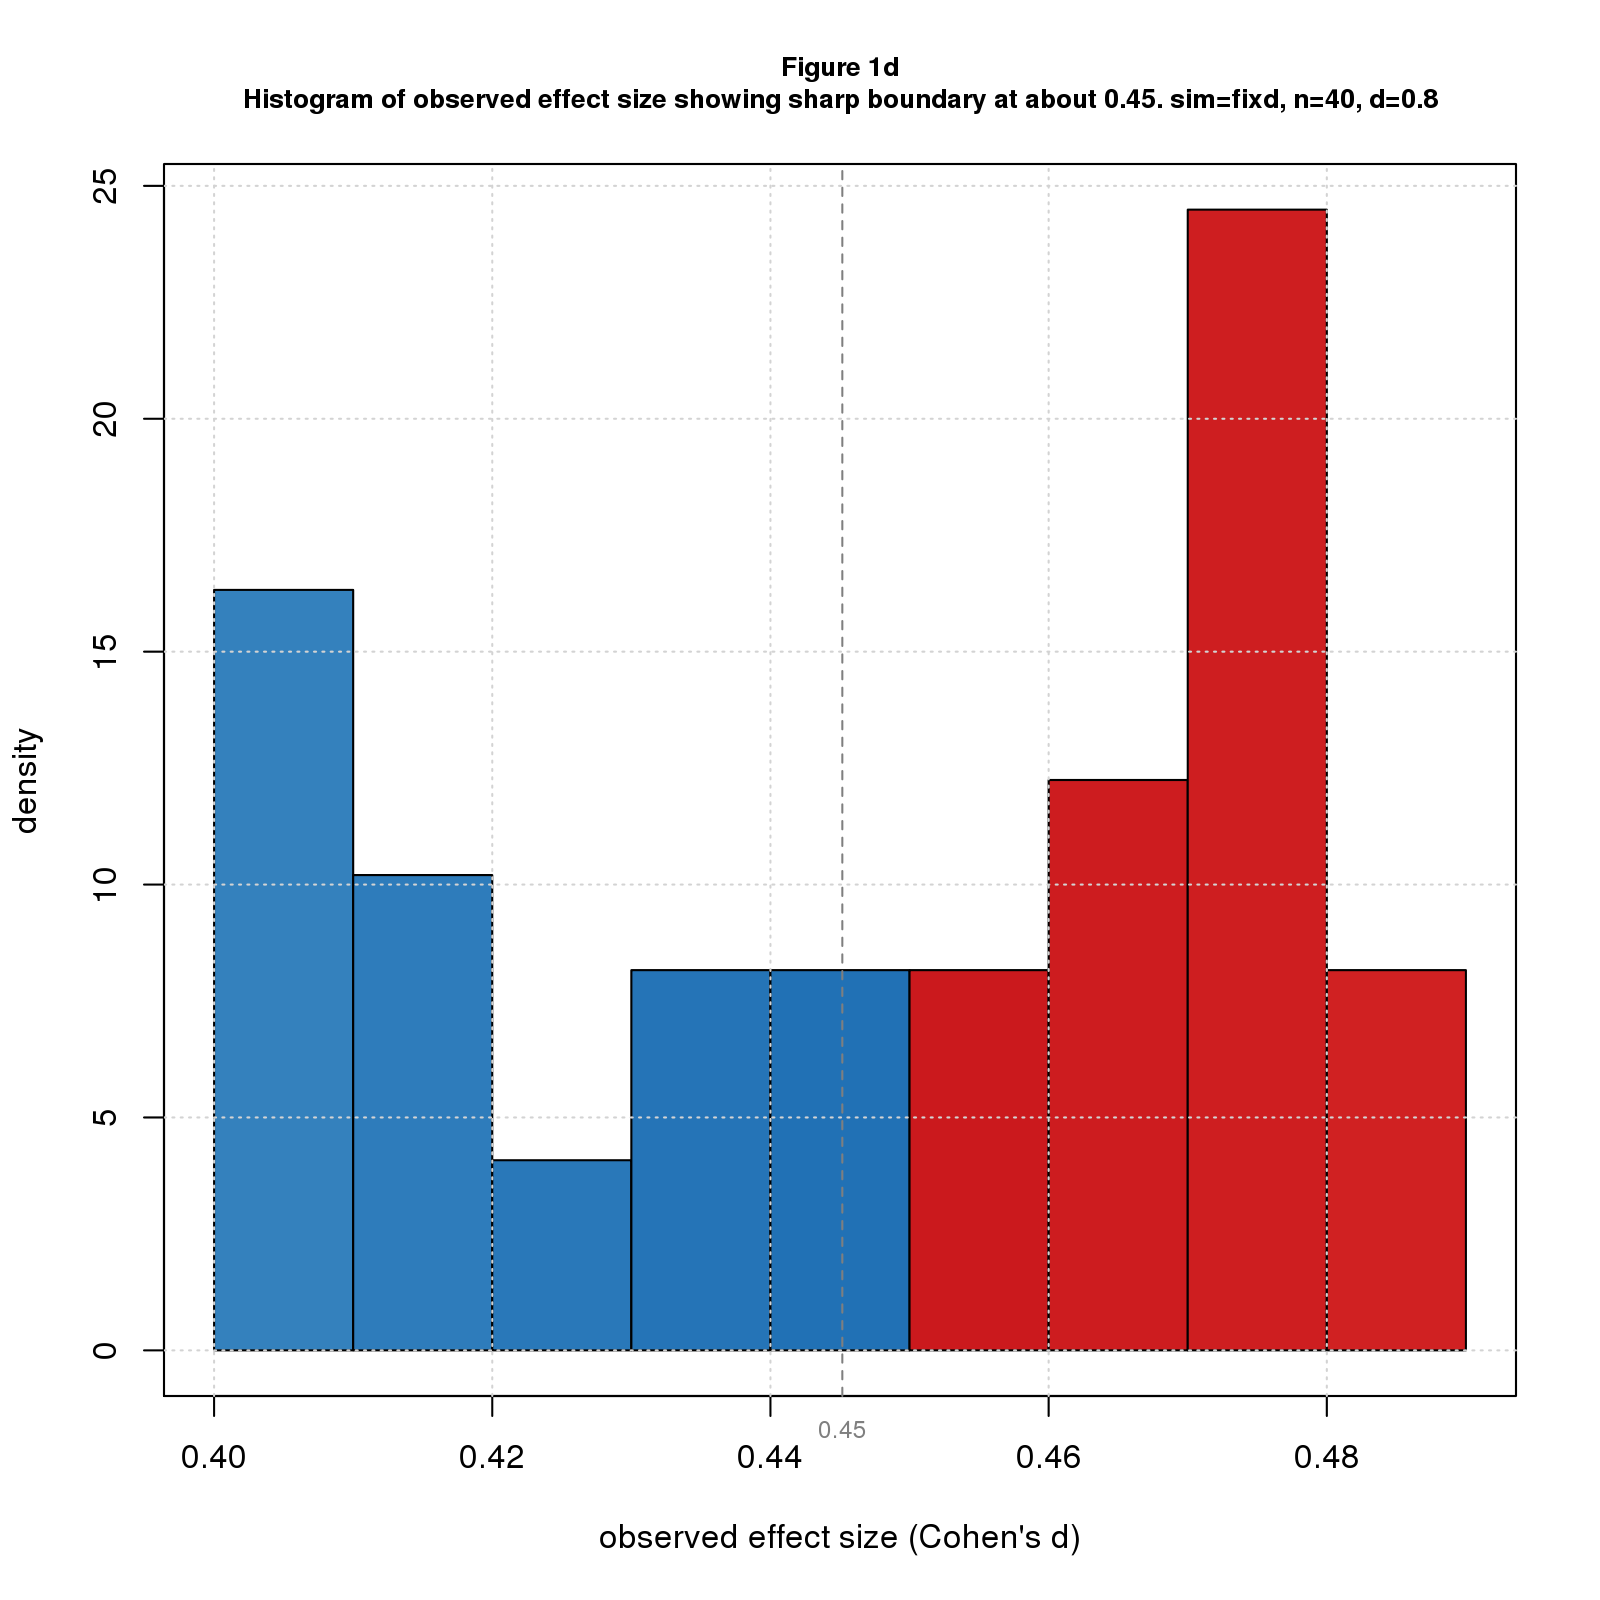 Figure 1d
Histogram of observed effect size showing sharp boundary at about 0.45. sim=fixd, n=40, d=0.8
25
20
15
10
5
0
density
0.45
0.40 0.42 0.44 0.46 0.48
observed effect size (Cohen's d)